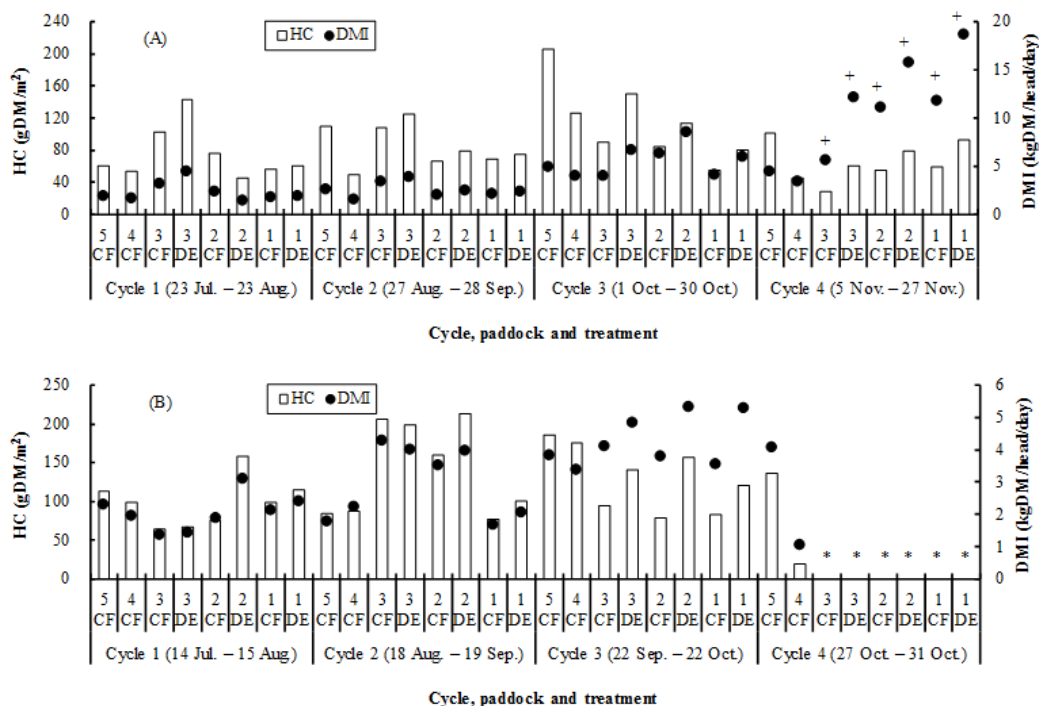 (A)
HC DMI
HC (gDM/m²)
240
200
160
120
80
40
0
DMI (kgDM/head/day)
20
15
10
5
0
+ + + + + +
5 4 3 3 2 2 1 1 5 4 3 3 2 2 1 1 5 4 3 3 2 2 1 1 5 4 3 3 2 2 1 1
CF CF CF DE CF DE CF DE CF CF CF DE CF DE CF DE CF CF CF DE CF DE CF DE CF CF CF DE CF DE CF DE
Cycle 1 (23 Jul. – 23 Aug.) Cycle 2 (27 Aug. – 28 Sep.) Cycle 3 (1 Oct. – 30 Oct.) Cycle 4 (5 Nov. – 27 Nov.)
Cycle, paddock and treatment
(B)
HC DMI
HC (gDM/m²)
250
200
150
100
50
0
DMI (kgDM/head/day)
6
5
4
3
2
1
0
* * * * * *
5 4 3 3 2 2 1 1 5 4 3 3 2 2 1 1 5 4 3 3 2 2 1 1 5 4 3 3 2 2 1 1
CF CF CF DE CF DE CF DE CF CF CF DE CF DE CF DE CF CF CF DE CF DE CF DE CF CF CF DE CF DE CF DE
Cycle 1 (14 Jul. – 15 Aug.) Cycle 2 (18 Aug. – 19 Sep.) Cycle 3 (22 Sep. – 22 Oct.) Cycle 4 (27 Oct. – 31 Oct.)
Cycle, paddock and treatment